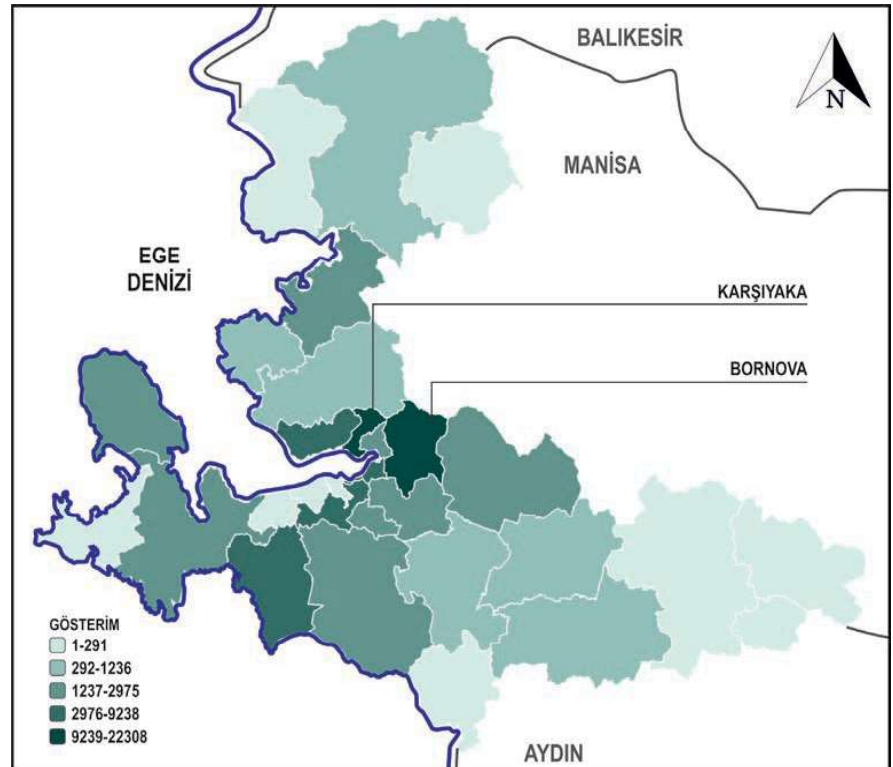 BALIKESİR
N
MANİSA
EGE
DENİZİ
KARŞIYAKA
BORNOVA
GÖSTERİM
1-291
292-1236
1237-2975
2976-9238
9239-22308
AYDIN